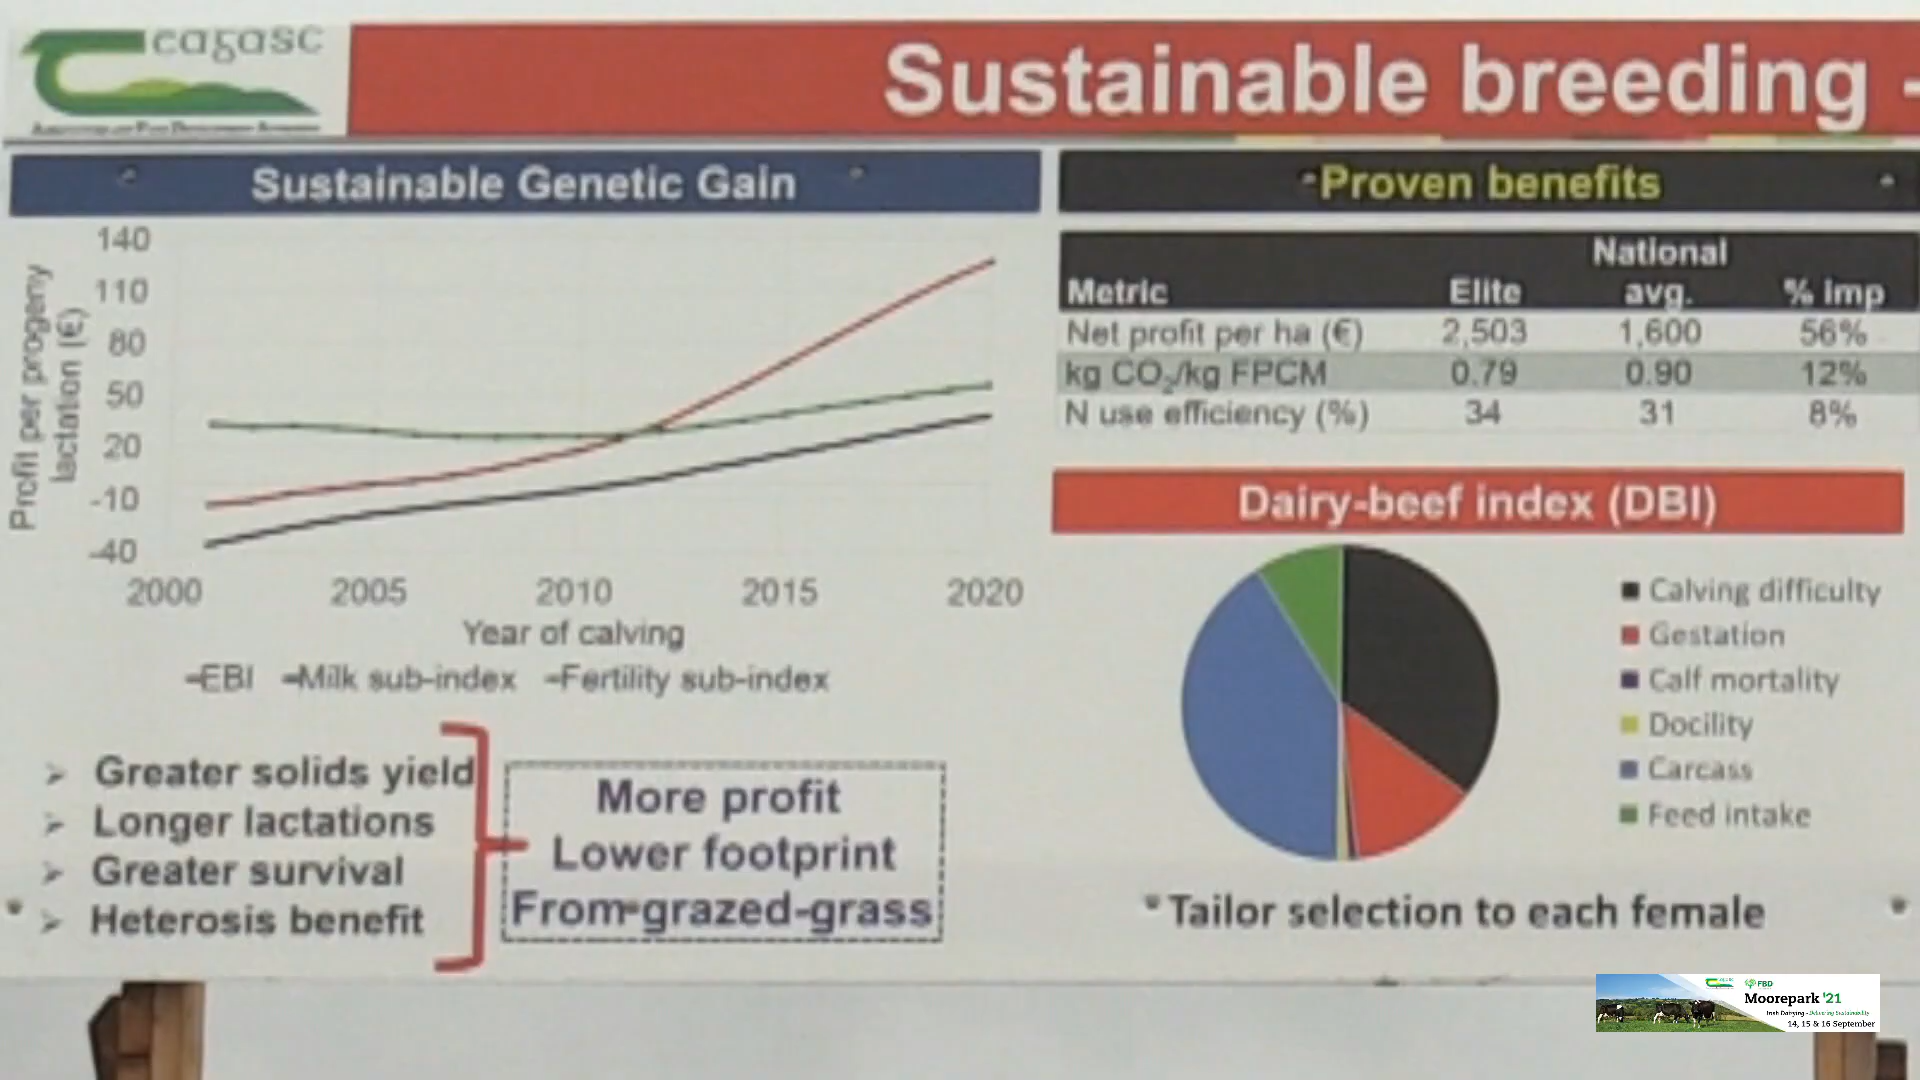 eagasc
Sustainable breeding -
Sustainable Genetic Gain
140
110
80
50
20
-10
-40
Profit per progeny
lactation (€)
2000 2005 2010 2015 2020
Year of calving
EBI Milk sub-index Fertility sub-index
Greater solids yield
Longer lactations
Greater survival
Heterosis benefit
More profit
Lower footprint
From-grazed-grass
Proven benefits
National
Metric Elite avg. % imp
Net profit per ha (€) 2,503 1,600 56%
kg CO₂/kg FPCM 0.79 0.90 12%
N use efficiency (%) 34 31 8%
Dairy-beef index (DBI)
Calving difficulty
Gestation
Calf mortality
Docility
Carcass
Feed intake
Tailor selection to each female
FBD
Moorepark '21
Irish Dairying - Delivering Sustainability
14, 15 & 16 September